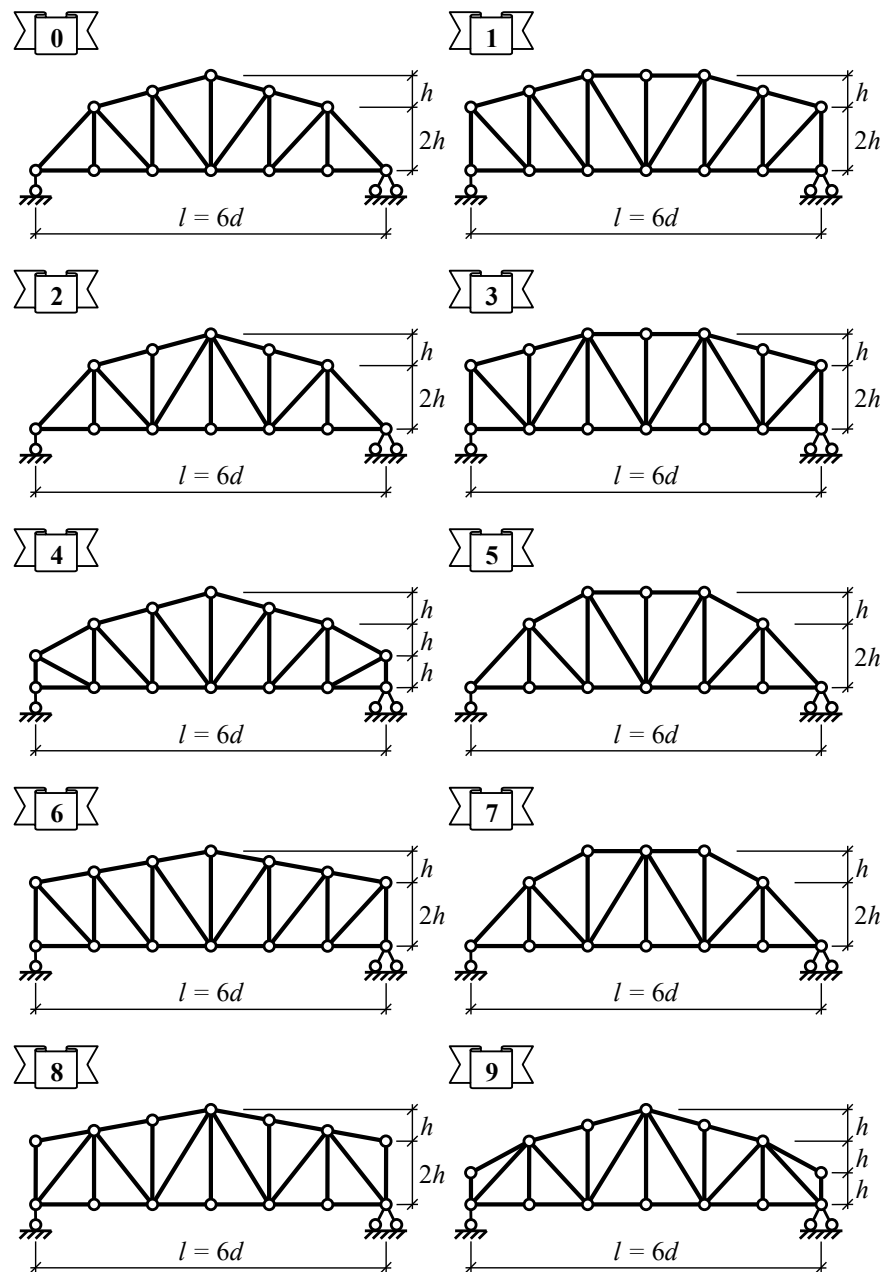 0
h
2h
l = 6d
1
h
2h
l = 6d
2
h
2h
l = 6d
3
h
2h
l = 6d
4
h
h
h
l = 6d
5
h
2h
l = 6d
6
h
2h
l = 6d
7
h
2h
l = 6d
8
h
2h
l = 6d
9
h
h
h
l = 6d